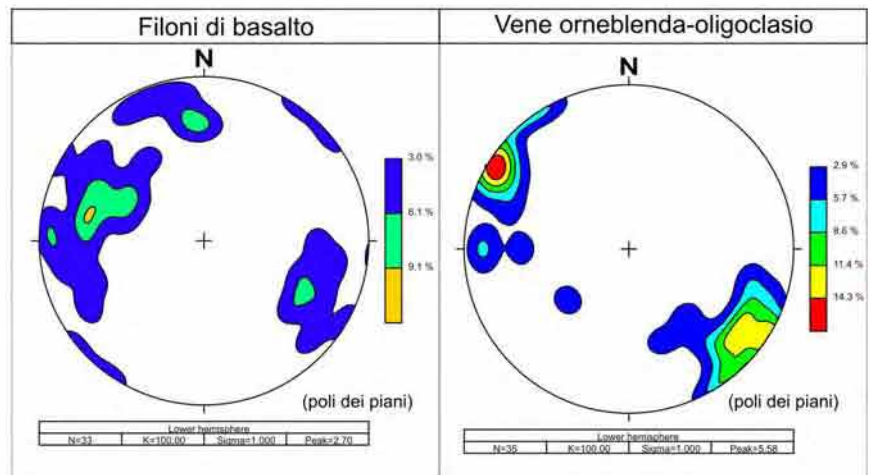 Filoni di basalto
N
3.0 %
6.1 %
9.1 %
(poli dei piani)
Lower hemisphere
N=33 K=100.00 Sigma=1.000 Peak=2.70
Vene orneblenda-oligoclasio
N
2.9 %
5.7 %
8.6 %
11.4 %
14.3 %
(poli dei piani)
Lower hemisphere
N=35 K=100.00 Sigma=1.000 Peak=5.58